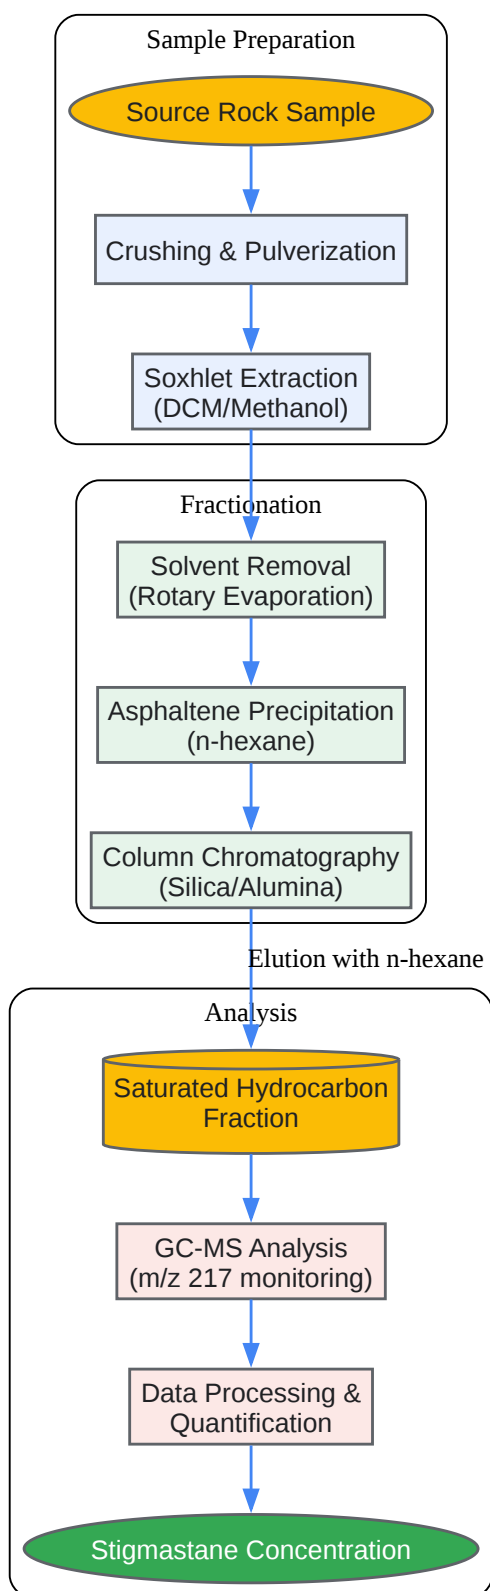 Sample Preparation
Source Rock Sample
Crushing & Pulverization
Soxhlet Extraction
(DCM/Methanol)
Fractionation
Solvent Removal
(Rotary Evaporation)
Asphaltene Precipitation
(n-hexane)
Column Chromatography
(Silica/Alumina)
Elution with n-hexane
Analysis
Saturated Hydrocarbon
Fraction
GC-MS Analysis
(m/z 217 monitoring)
Data Processing &
Quantification
Stigmastane Concentration